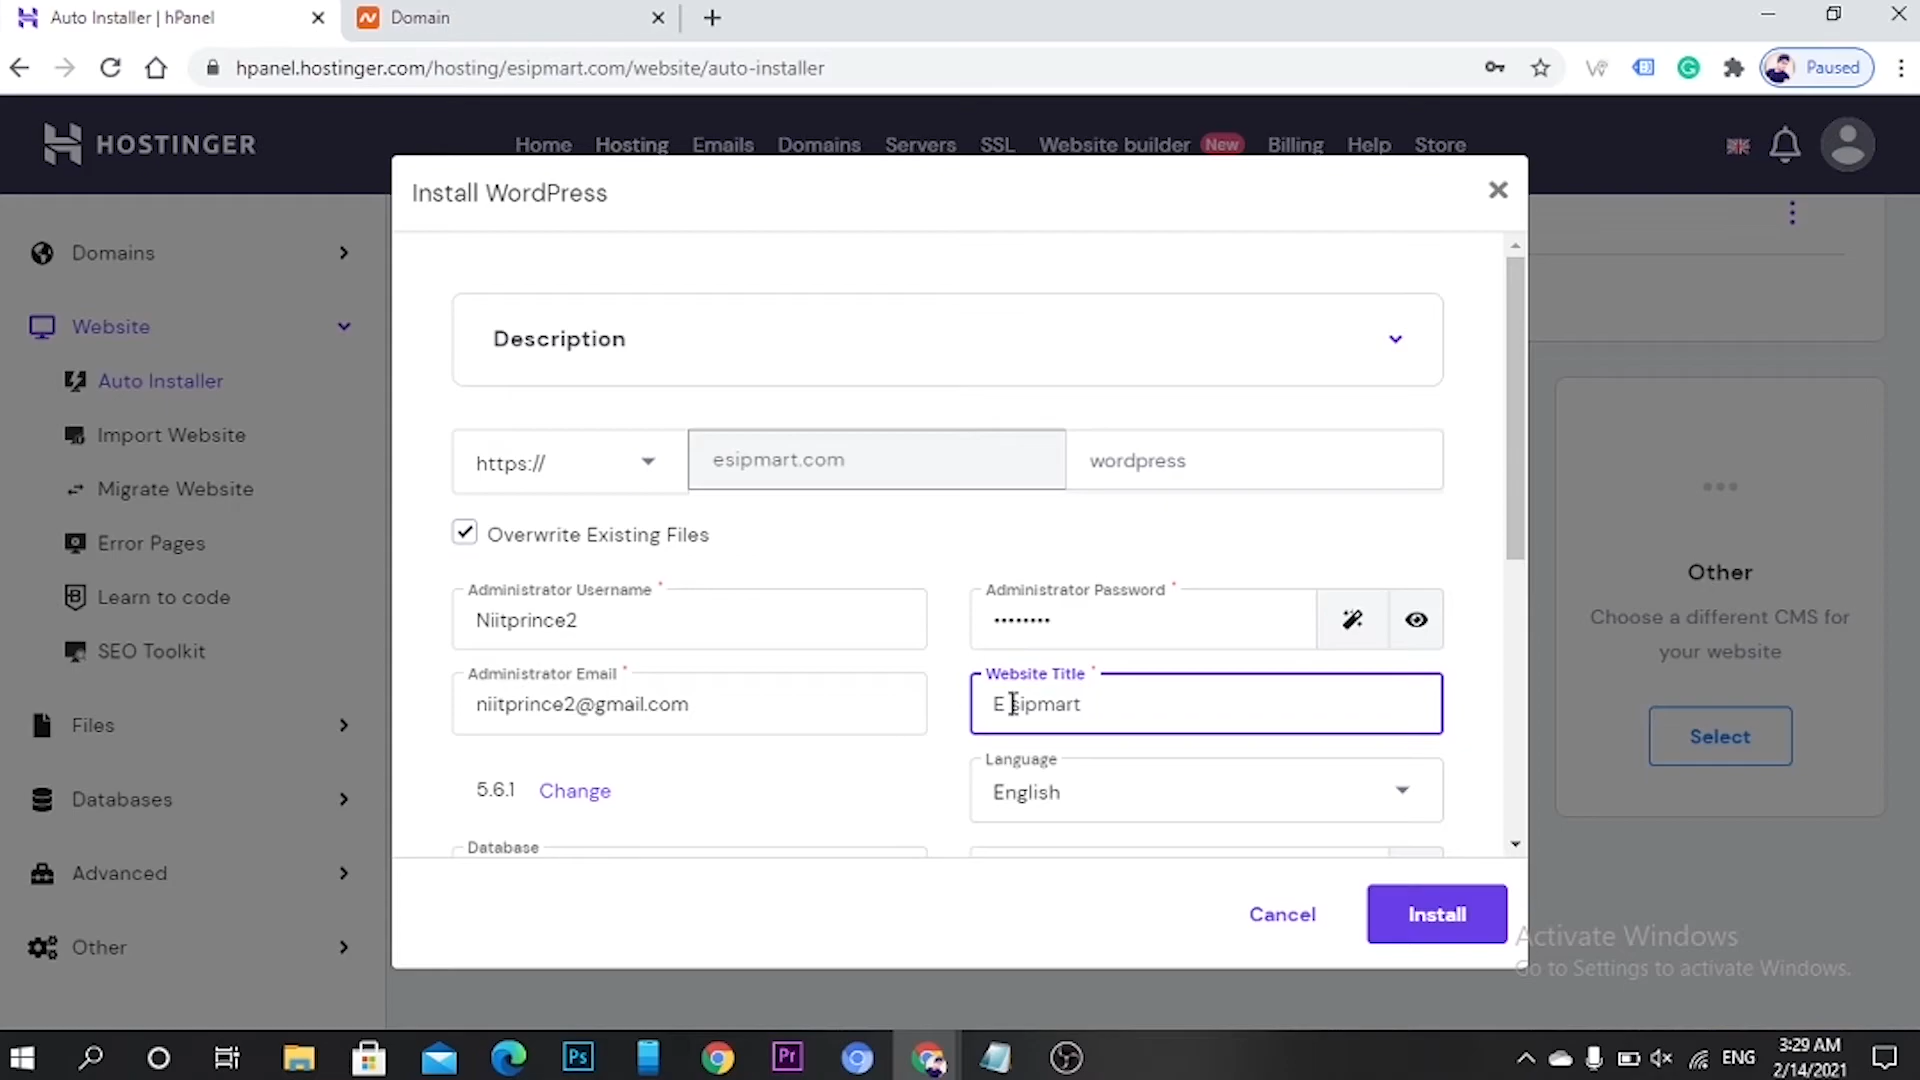 Auto Installer | hPanel
Domain
hpanel.hostinger.com/hosting/esipmart.com/website/auto-installer
Paused
HOSTINGER
Home Hosting Emails Domains Servers SSL Website builder New Billing Help Store
Install WordPress
Domains
Website
Auto Installer
Import Website
Migrate Website
Error Pages
Learn to code
SEO Toolkit
Files
Databases
Advanced
Other
Description
https://
esipmart.com
wordpress
Overwrite Existing Files
Administrator Username *
Niitprince2
Administrator Password *
••••••••
Administrator Email *
niitprince2@gmail.com
Website Title *
E sipmart
5.6.1 Change
Language
English
Database
Cancel
Install
Other
Choose a different CMS for
your website
Select
Activate Windows
Go to Settings to activate Windows.
Ps
Pr
ENG
3:29 AM
2/14/2021